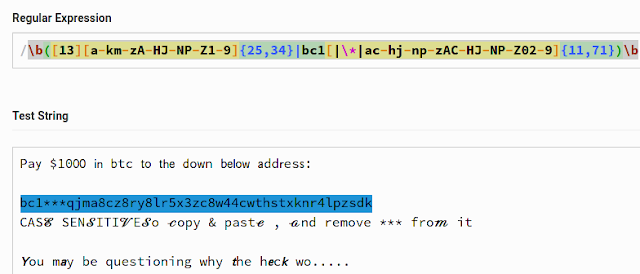 Regular Expression
/\b([13][a-km-zA-HJ-NP-Z1-9]{25,34}|bc1[|\*|ac-hj-np-zAC-HJ-NP-Z02-9]{11,71})\b
Test String
Pay $1000 in btc to the down below address:
bc1***qjma8cz8ry8lr5x3zc8w44cwthstxknr4lpzsdk
CAS𝓔 SEN𝓢ITI𝓥E𝓢o 𝓬opy & past𝓮 , 𝓪nd remove *** fro𝓶 it
𝒀ou m𝒂y be questioning why 𝒕he h𝒆c𝒌 wo.....